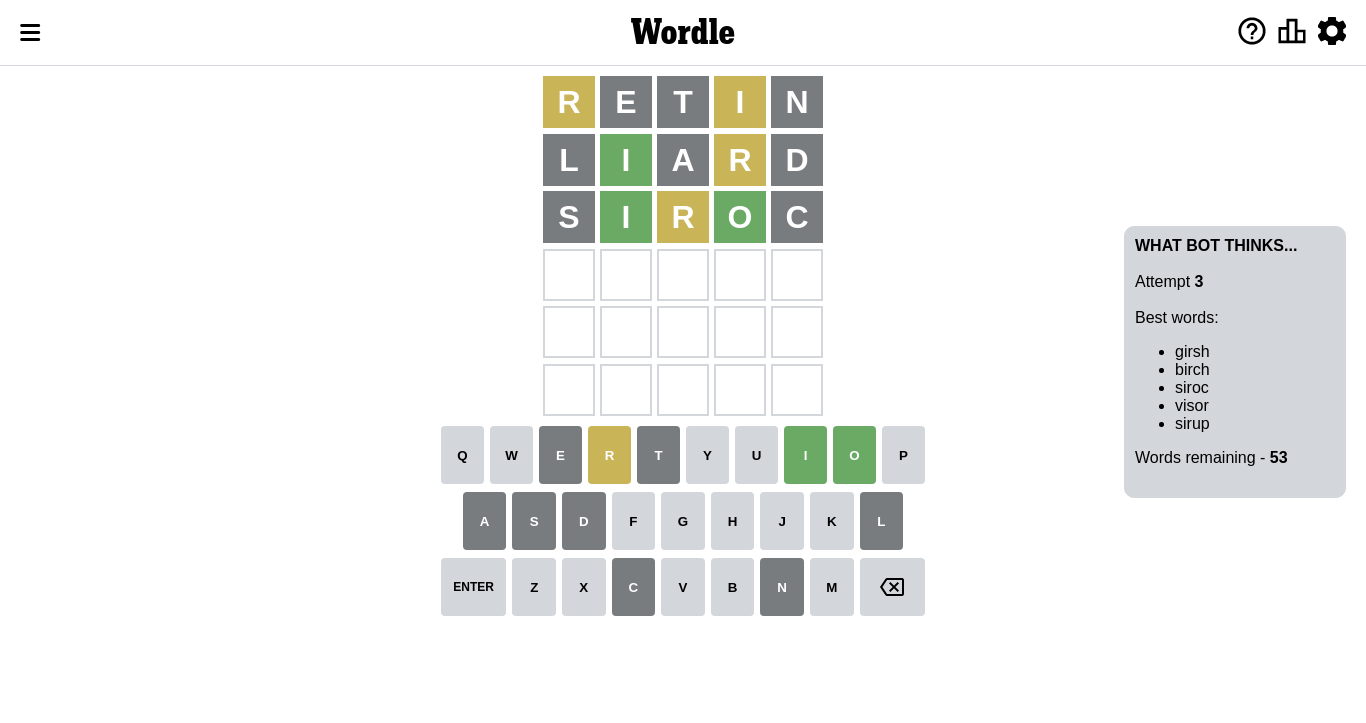 Wordle
R E T I N
L I A R D
S I R O C
WHAT BOT THINKS...
Attempt 3
Best words:
girsh
birch
siroc
visor
sirup
Words remaining - 53
Q W E R T Y U I O P
A S D F G H J K L
ENTER Z X C V B N M